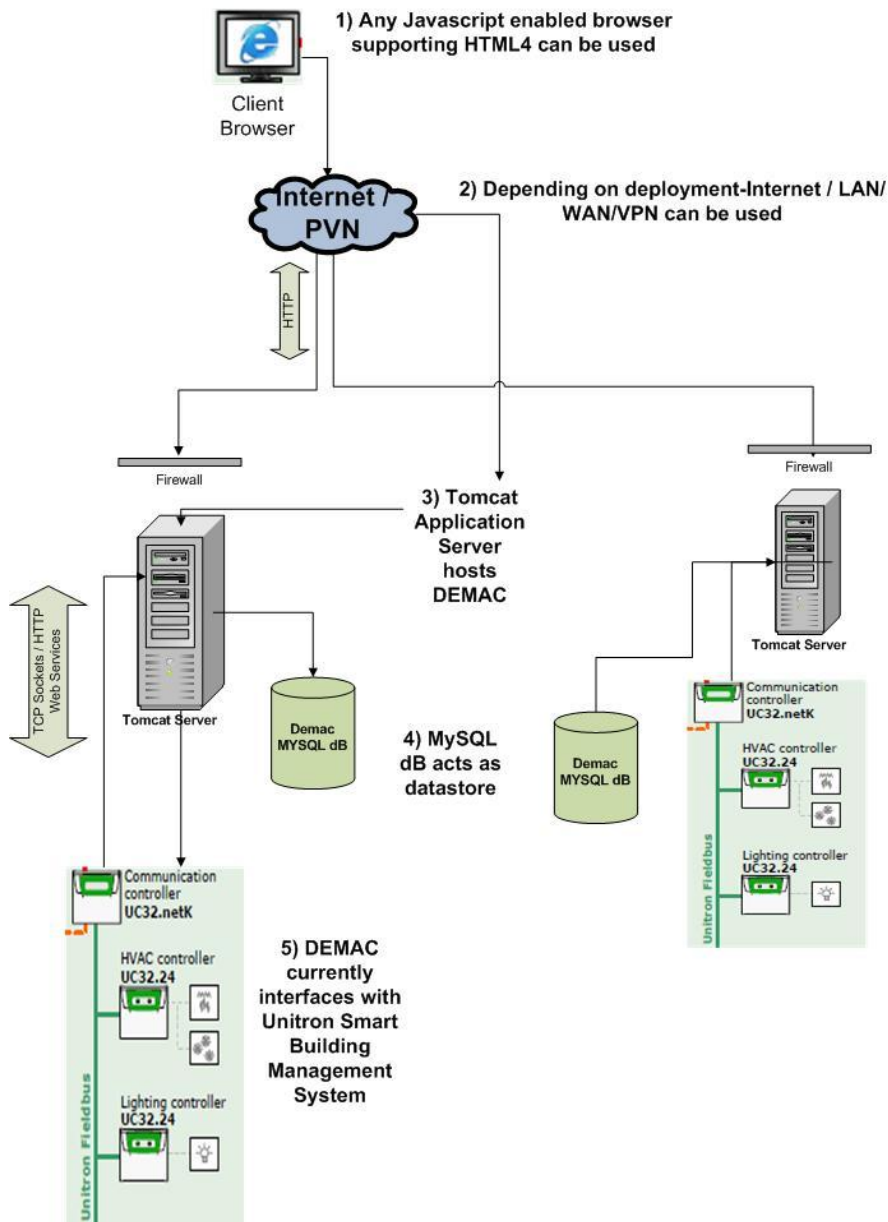 1) Any Javascript enabled browser
supporting HTML4 can be used
Client
Browser
Internet /
PVN
2) Depending on deployment-Internet / LAN/
WAN/VPN can be used
HTTP
Firewall
Firewall
3) Tomcat
Application
Server
hosts
DEMAC
TCP Sockets / HTTP
Web Services
Tomcat Server
Tomcat Server
Demac
MYSQL dB
4) MySQL
dB acts as
datastore
Demac
MYSQL dB
Communication
controller
UC32.netK
HVAC controller
UC32.24
Lighting controller
UC32.24
Unitron Fieldbus
Communication
controller
UC32.netK
HVAC controller
UC32.24
Lighting controller
UC32.24
Unitron Fieldbus
5) DEMAC
currently
interfaces with
Unitron Smart
Building
Management
System